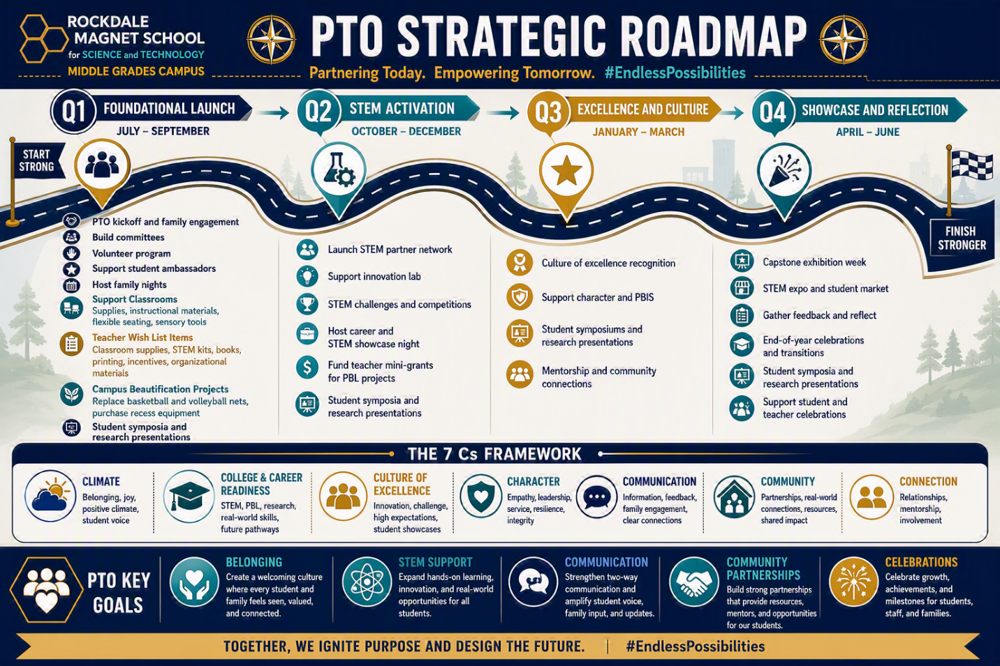 ROCKDALE
MAGNET SCHOOL
for SCIENCE and TECHNOLOGY
MIDDLE GRADES CAMPUS
PTO STRATEGIC ROADMAP
Partnering Today. Empowering Tomorrow. #EndlessPossibilities
Q1 FOUNDATIONAL LAUNCH
JULY – SEPTEMBER
Q2 STEM ACTIVATION
OCTOBER – DECEMBER
Q3 EXCELLENCE AND CULTURE
JANUARY – MARCH
Q4 SHOWCASE AND REFLECTION
APRIL – JUNE
START
STRONG
FINISH
STRONGER
PTO kickoff and family engagement
Build committees
Volunteer program
Support student ambassadors
Host family nights
Support Classrooms
Supplies, instructional materials,
flexible seating, sensory tools
Teacher Wish List Items
Classroom supplies, STEM kits, books,
printing, incentives, organizational
materials
Campus Beautification Projects
Replace basketball and volleyball nets,
purchase recess equipment
Student symposia and
research presentations
Launch STEM partner network
Support innovation lab
STEM challenges and competitions
Host career and
STEM showcase night
Fund teacher mini-grants
for PBL projects
Student symposia and
research presentations
Culture of excellence recognition
Support character and PBIS
Student symposiums and
research presentations
Mentorship and community
connections
Capstone exhibition week
STEM expo and student market
Gather feedback and reflect
End-of-year celebrations
and transitions
Student symposia and
research presentations
Support student and
teacher celebrations
THE 7 Cs FRAMEWORK
CLIMATE
Belonging, joy,
positive climate,
student voice
COLLEGE & CAREER
READINESS
STEM, PBL, research,
real-world skills,
future pathways
CULTURE OF
EXCELLENCE
Innovation, challenge,
high expectations,
student showcases
CHARACTER
Empathy, leadership,
service, resilience,
integrity
COMMUNICATION
Information, feedback,
family engagement,
clear connections
COMMUNITY
Partnerships, real-world
connections, resources,
shared impact
CONNECTION
Relationships,
mentorship,
involvement
PTO KEY
GOALS
BELONGING
Create a welcoming culture
where every student and
family feels seen, valued,
and connected.
STEM SUPPORT
Expand hands-on learning,
innovation, and real-world
opportunities for all
students.
COMMUNICATION
Strengthen two-way
communication and
amplify student voice,
family input, and updates.
COMMUNITY
PARTNERSHIPS
Build strong partnerships
that provide resources,
mentors, and opportunities
for our students.
CELEBRATIONS
Celebrate growth,
achievements, and
milestones for students,
staff, and families.
TOGETHER, WE IGNITE PURPOSE AND DESIGN THE FUTURE. | #EndlessPossibilities